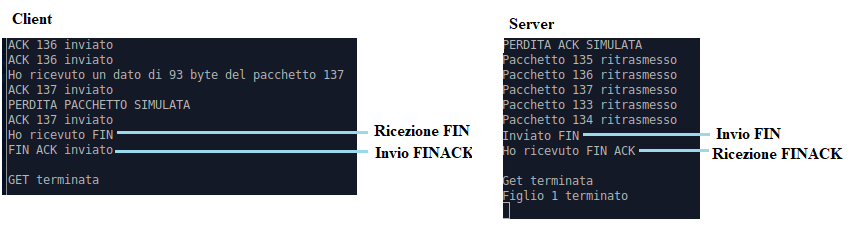 Client
ACK 136 inviato
ACK 136 inviato
Ho ricevuto un dato di 93 byte del pacchetto 137
ACK 137 inviato
PERDITA PACCHETTO SIMULATA
ACK 137 inviato
Ho ricevuto FIN
Ricezione FIN
FIN ACK inviato
Invio FINACK
GET terminata
Server
PERDITA ACK SIMULATA
Pacchetto 135 ritrasmesso
Pacchetto 136 ritrasmesso
Pacchetto 137 ritrasmesso
Pacchetto 133 ritrasmesso
Pacchetto 134 ritrasmesso
Inviato FIN
Invio FIN
Ho ricevuto FIN ACK
Ricezione FINACK
Get terminata
Figlio 1 terminato